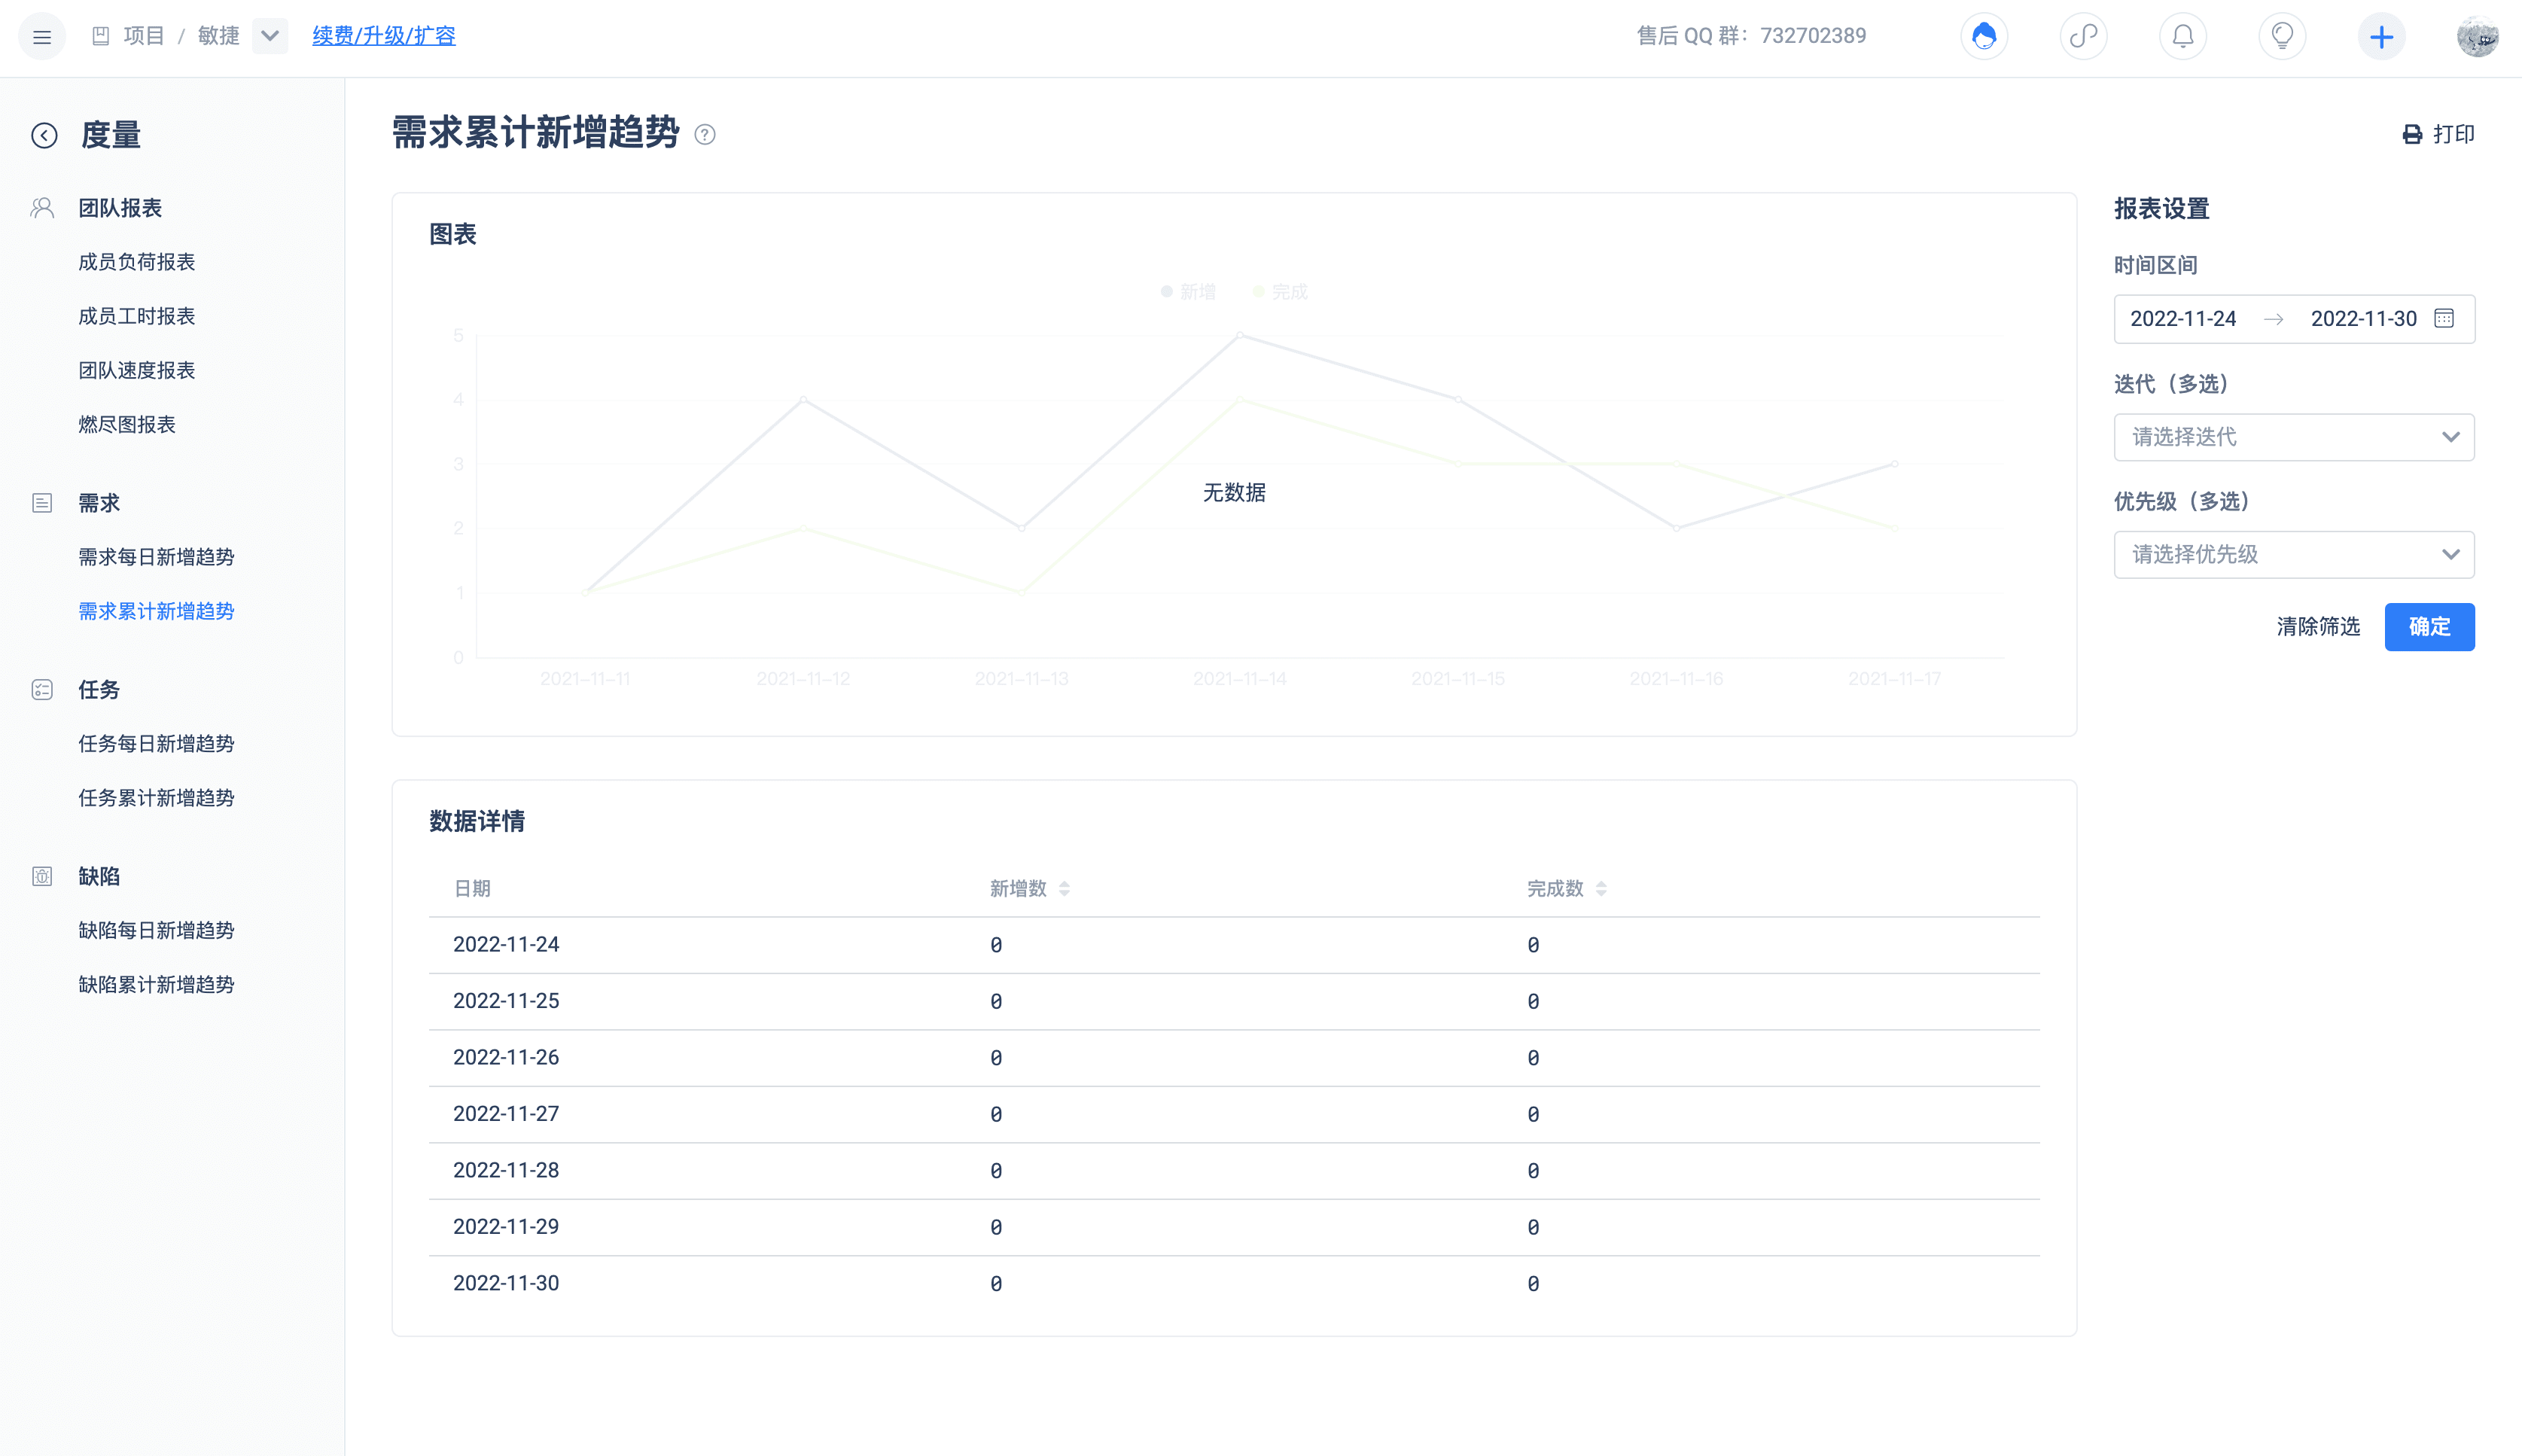 项目 / 敏捷 续费/升级/扩容 售后 QQ 群：732702389
度量
团队报表
成员负荷报表
成员工时报表
团队速度报表
燃尽图报表
需求
需求每日新增趋势
需求累计新增趋势
任务
任务每日新增趋势
任务累计新增趋势
缺陷
缺陷每日新增趋势
缺陷累计新增趋势
需求累计新增趋势 ?
打印
图表
新增 完成
5
4
3
2
1
0
无数据
2021-11-11 2021-11-12 2021-11-13 2021-11-14 2021-11-15 2021-11-16 2021-11-17
数据详情
日期 新增数 完成数
2022-11-24 0 0
2022-11-25 0 0
2022-11-26 0 0
2022-11-27 0 0
2022-11-28 0 0
2022-11-29 0 0
2022-11-30 0 0
报表设置
时间区间
2022-11-24 → 2022-11-30
迭代（多选）
请选择迭代
优先级（多选）
请选择优先级
清除筛选 确定